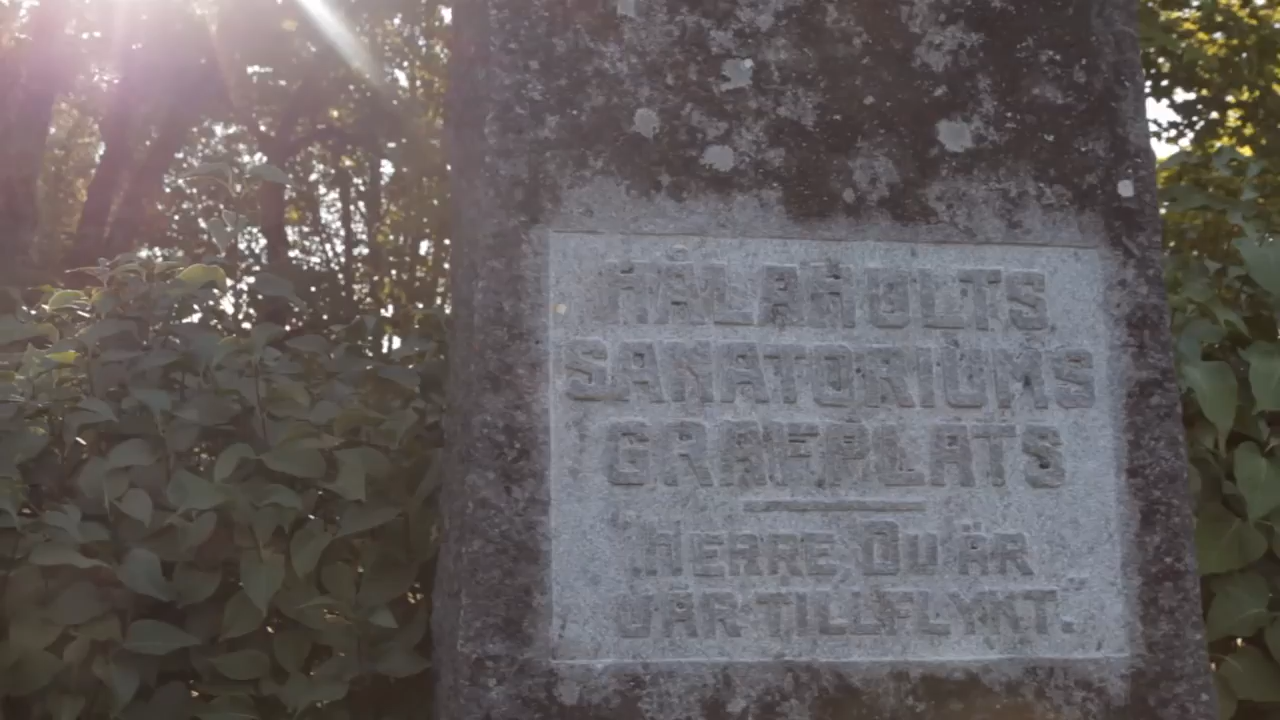 HÅLAHULTS
SANATORIUMS
GRAFPLATS
HERRE DU ÄR
VÅR TILLFLYKT.